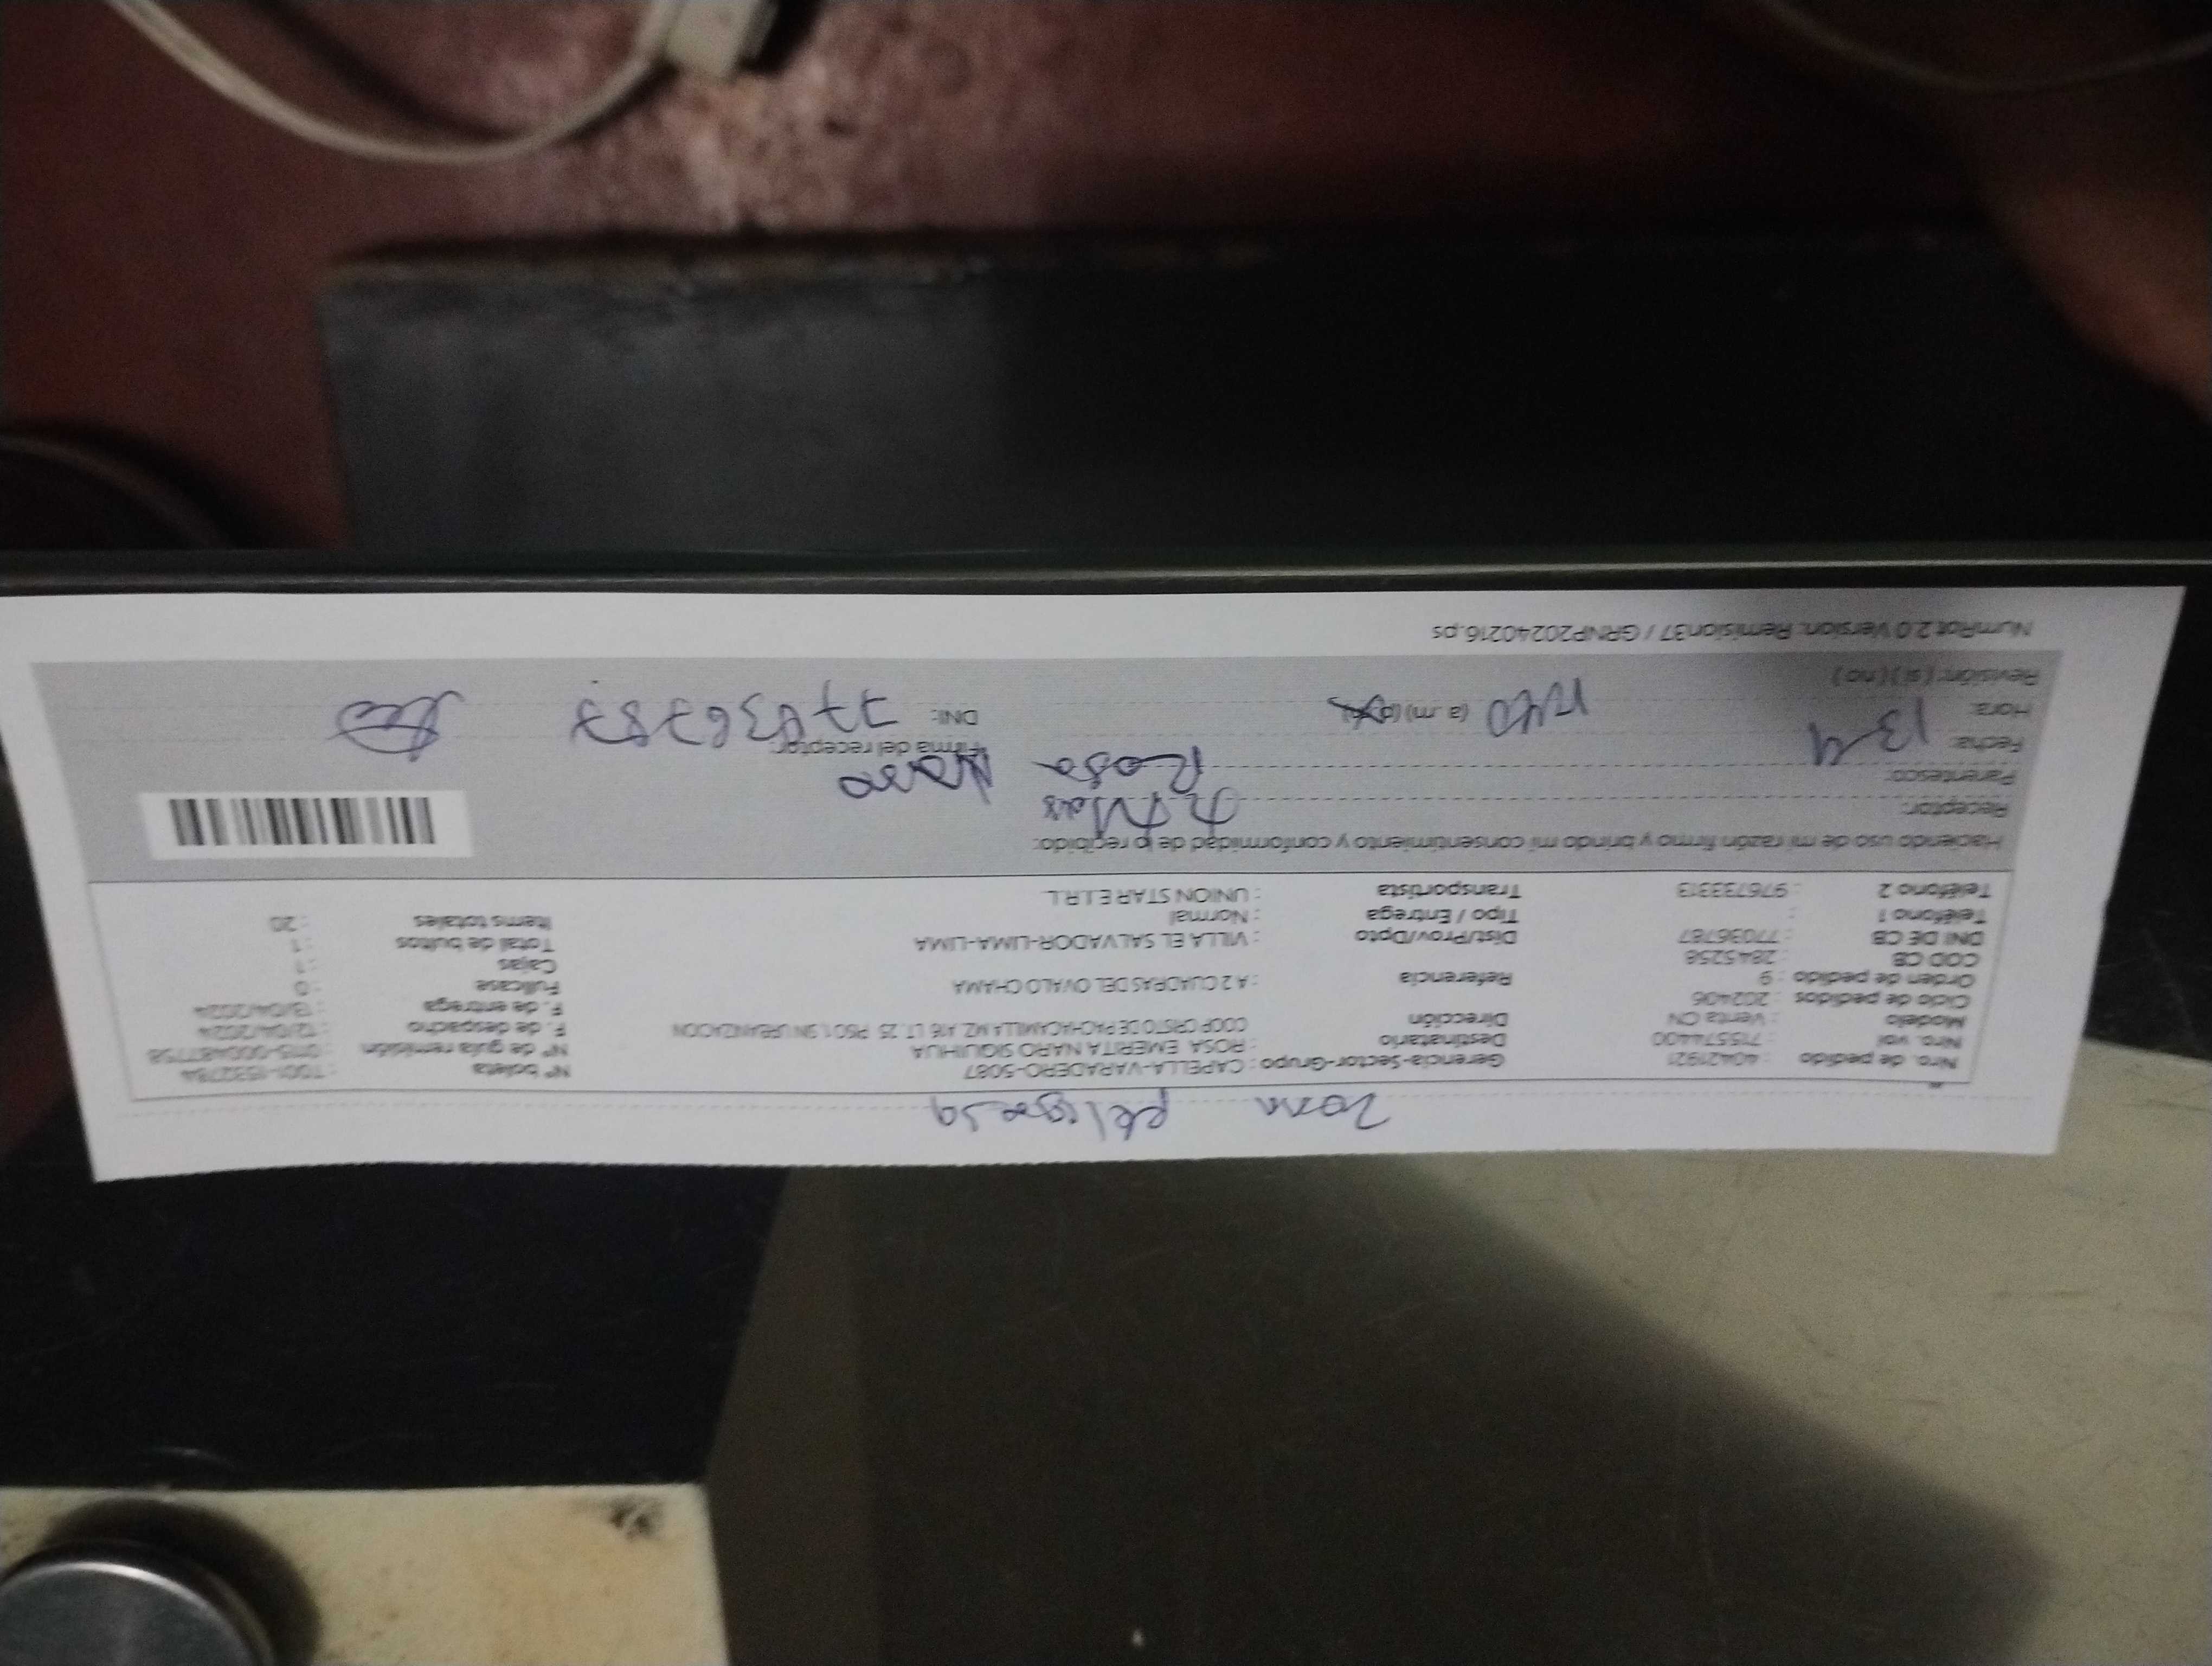 Zona peligrosa
Nro. de pedido : 40421921 Gerencia-Sector-Grupo : CAPELLA-VARADERO-5087 Nº boleta : T001-1532784
Nro. vol : 715574400 Destinatario : ROSA EMERITA NARO SIQUIHUA Nº de guía remisión : 0115-000487758
Modelo : Venta CN Dirección COOP CRISTO DE PACHACAMILLA MZ. A16 LT. 25 PISO 1, SN URBANIZACION F. de despacho : 12/04/2024
Ciclo de pedidos : 202406 F. de entrega : 13/04/2024
Orden de pedido : 9 Referencia : A 2 CUADRAS DEL OVALO CHAMA Fullcase : 0
COD CB : 2845258 Cajas : 1
DNI DE CB : 77036787 Dist/Prov/Dpto : VILLA EL SALVADOR-LIMA-LIMA Total de bultos : 1
Teléfono 1 : Tipo / Entrega : Normal Items totales : 20
Teléfono 2 : 976733313 Transportista : UNION STAR E.I.R.L.
Haciendo uso de mi razón firmo y brindo mi consentimiento y conformidad de lo recibido:
Receptor:
Parentesco: Rosa Naro
Fecha: 13-4 Firma del receptor:
Hora: (a .m) DNI: 77036787
Revisión: ( si ) ( no )
NumRot 2.0 Version. Remision37 / GRNP20240216.ps